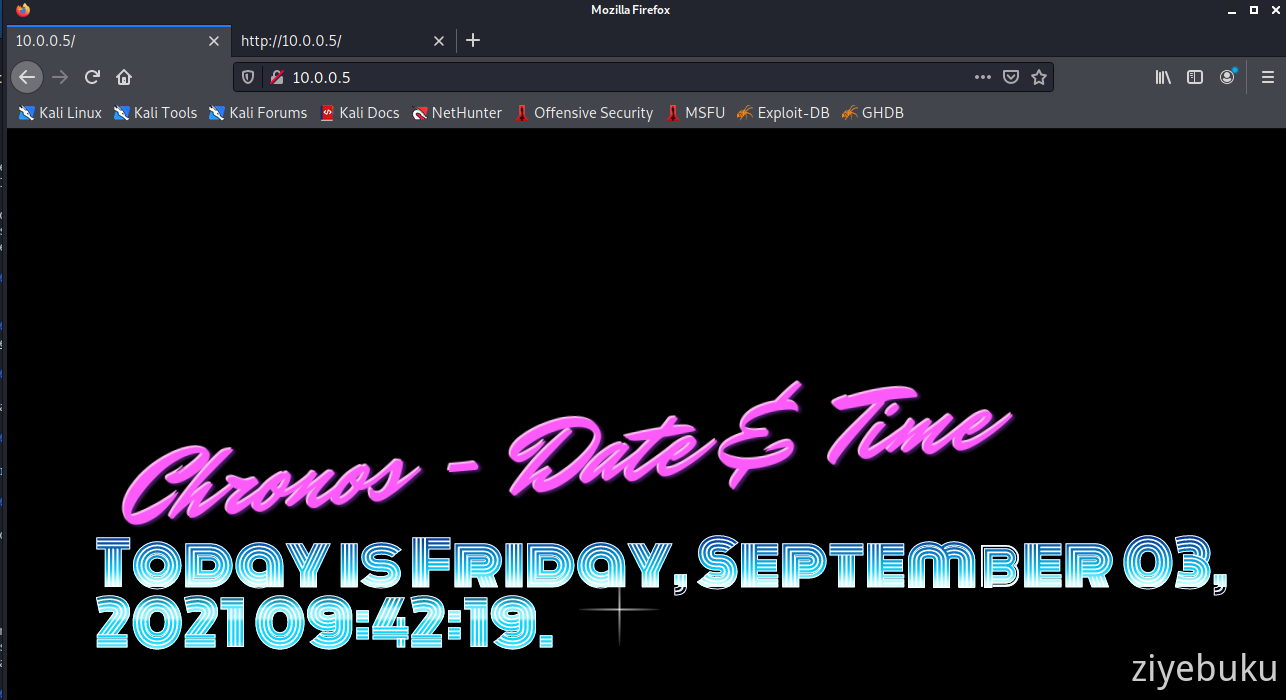 Mozilla Firefox
10.0.0.5/
http://10.0.0.5/
10.0.0.5
Kali Linux Kali Tools Kali Forums Kali Docs NetHunter Offensive Security MSFU Exploit-DB GHDB
Chronos - Date & Time
Today is Friday, September 03,
2021 09:42:19.
ziyebuku